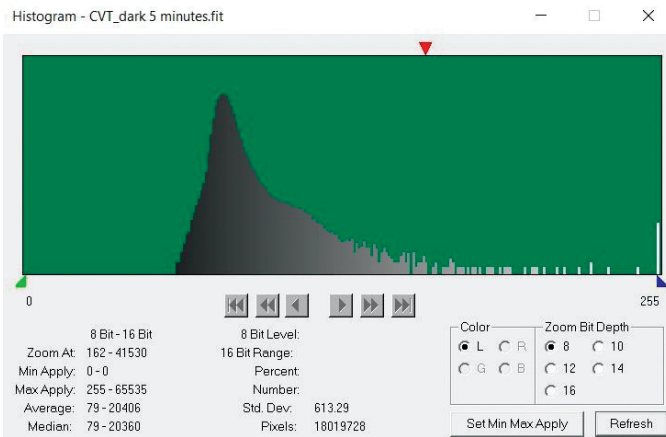 Histogram - CVT_dark 5 minutes.fit
0
255
8 Bit - 16 Bit
Zoom At: 162 - 41530
Min Apply: 0 - 0
Max Apply: 255 - 65535
Average: 79 - 20406
Median: 79 - 20360
8 Bit Level:
16 Bit Range:
Percent:
Number:
Std. Dev: 613.29
Pixels: 18019728
Color
L R
G B
Zoom Bit Depth
8 10
12 14
16
Set Min Max Apply
Refresh